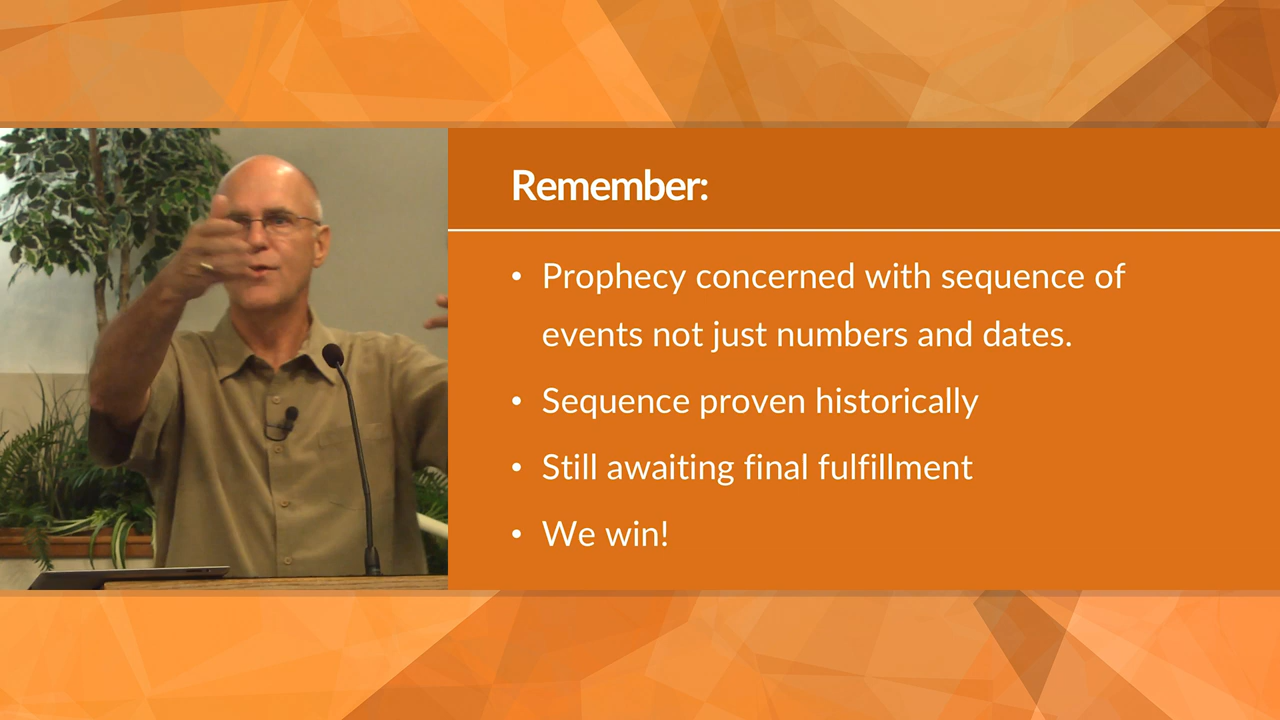 Remember:
• Prophecy concerned with sequence of
events not just numbers and dates.
• Sequence proven historically
• Still awaiting final fulfillment
• We win!